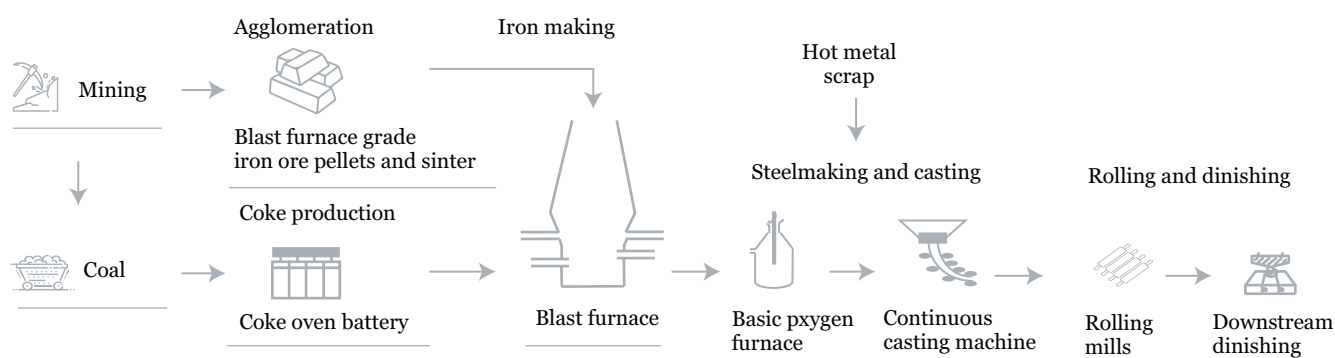 Agglomeration
Iron making
Hot metal
scrap
Mining
Blast furnace grade
iron ore pellets and sinter
Steelmaking and casting
Rolling and dinishing
Coke production
Coal
Coke oven battery
Blast furnace
Basic pxygen
furnace
Continuous
casting machine
Rolling
mills
Downstream
dinishing